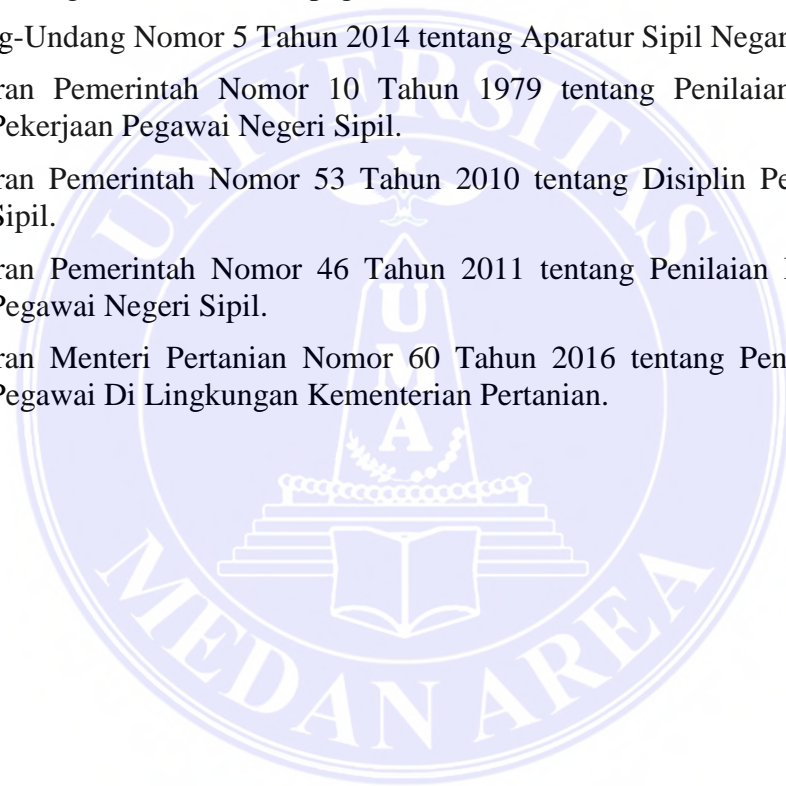 g-Undang Nomor 5 Tahun 2014 tentang Aparatur Sipil Negar
ran Pemerintah Nomor 10 Tahun 1979 tentang Penilaian
Pekerjaan Pegawai Negeri Sipil.
ran Pemerintah Nomor 53 Tahun 2010 tentang Disiplin Pe
Sipil.
ran Pemerintah Nomor 46 Tahun 2011 tentang Penilaian
Pegawai Negeri Sipil.
ran Menteri Pertanian Nomor 60 Tahun 2016 tentang Pen
Pegawai Di Lingkungan Kementerian Pertanian.
UNIVERSITAS
UMA
MEDAN AREA